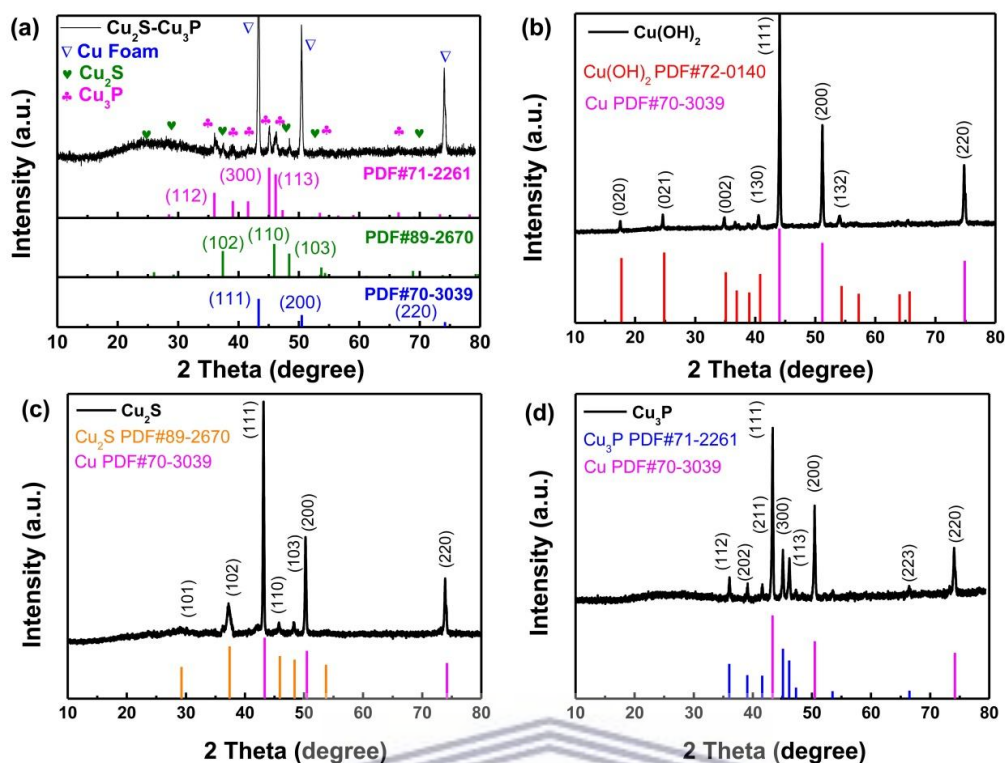 (a)
Cu₂S-Cu₃P
Cu Foam
Cu₂S
Cu₃P
(112)
(300)
(113)
PDF#71-2261
(102)
(110)
(103)
PDF#89-2670
(111)
(200)
PDF#70-3039
(220)
10 20 30 40 50 60 70 80
2 Theta (degree)
Intensity (a.u.)
(b)
Cu(OH)₂
Cu(OH)₂ PDF#72-0140
Cu PDF#70-3039
(020)
(021)
(002)
(130)
(111)
(200)
(132)
(220)
10 20 30 40 50 60 70 80
2 Theta (degree)
Intensity (a.u.)
(c)
Cu₂S
Cu₂S PDF#89-2670
Cu PDF#70-3039
(101)
(102)
(111)
(110)
(103)
(200)
(220)
10 20 30 40 50 60 70 80
2 Theta (degree)
Intensity (a.u.)
(d)
Cu₃P
Cu₃P PDF#71-2261
Cu PDF#70-3039
(112)
(202)
(211)
(111)
(300)
(113)
(200)
(223)
(220)
10 20 30 40 50 60 70 80
2 Theta (degree)
Intensity (a.u.)